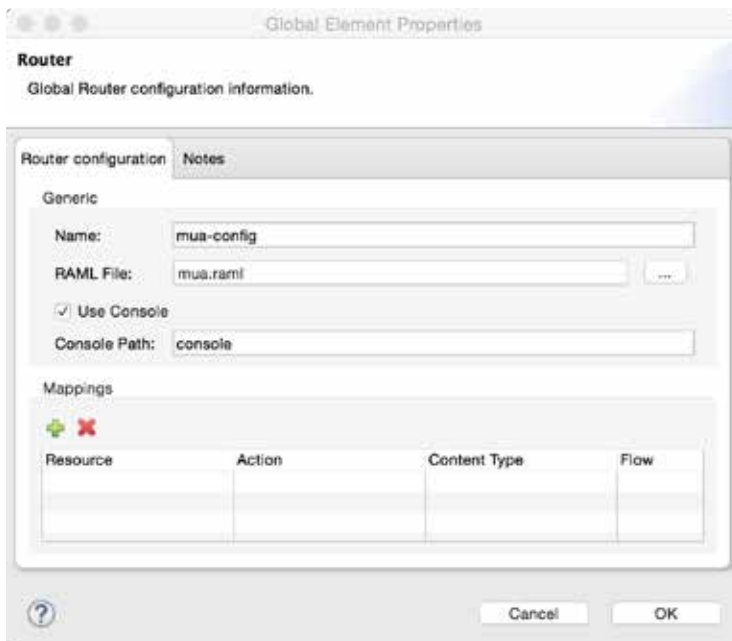 Global Element Properties
Router
Global Router configuration information.
Router configuration Notes
Generic
Name: mua-config
RAML File: mua.raml ...
Use Console
Console Path: console
Mappings
Resource Action Content Type Flow
? Cancel OK